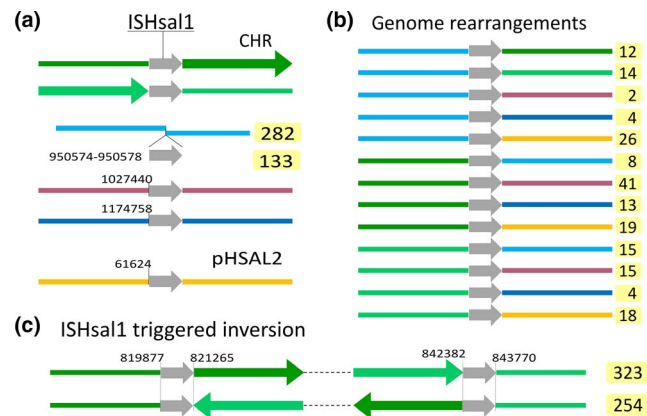 (a)
ISHsal1
CHR
282
950574-950578
133
1027440
1174758
61624
pHSAL2
(b)
Genome rearrangements
12
14
2
4
26
8
41
13
19
15
15
4
18
(c)
ISHsal1 triggered inversion
819877 821265 842382 843770
323
254